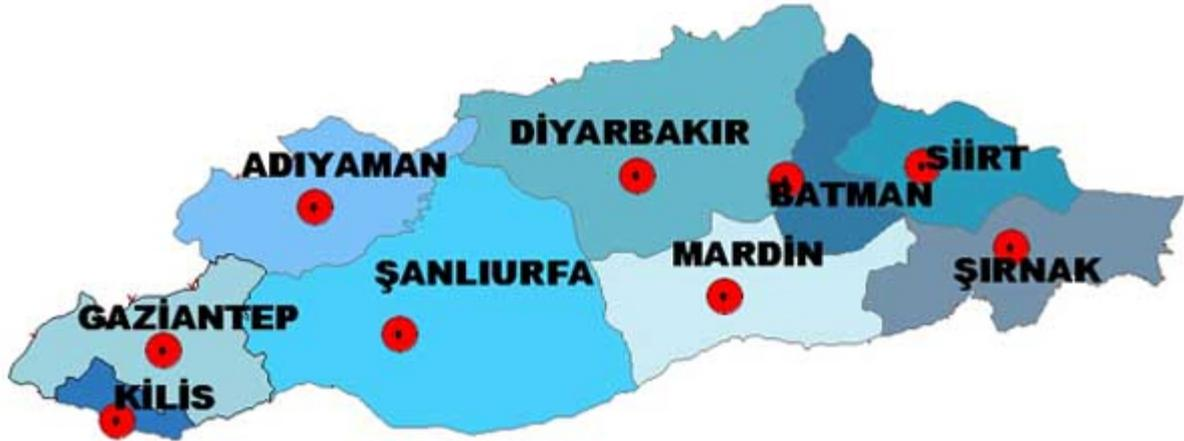 DİYARBAKIR
ADIYAMAN
SİİRT
BATMAN
MARDİN
ŞANLIURFA
ŞIRNAK
GAZİANTEP
KİLİS